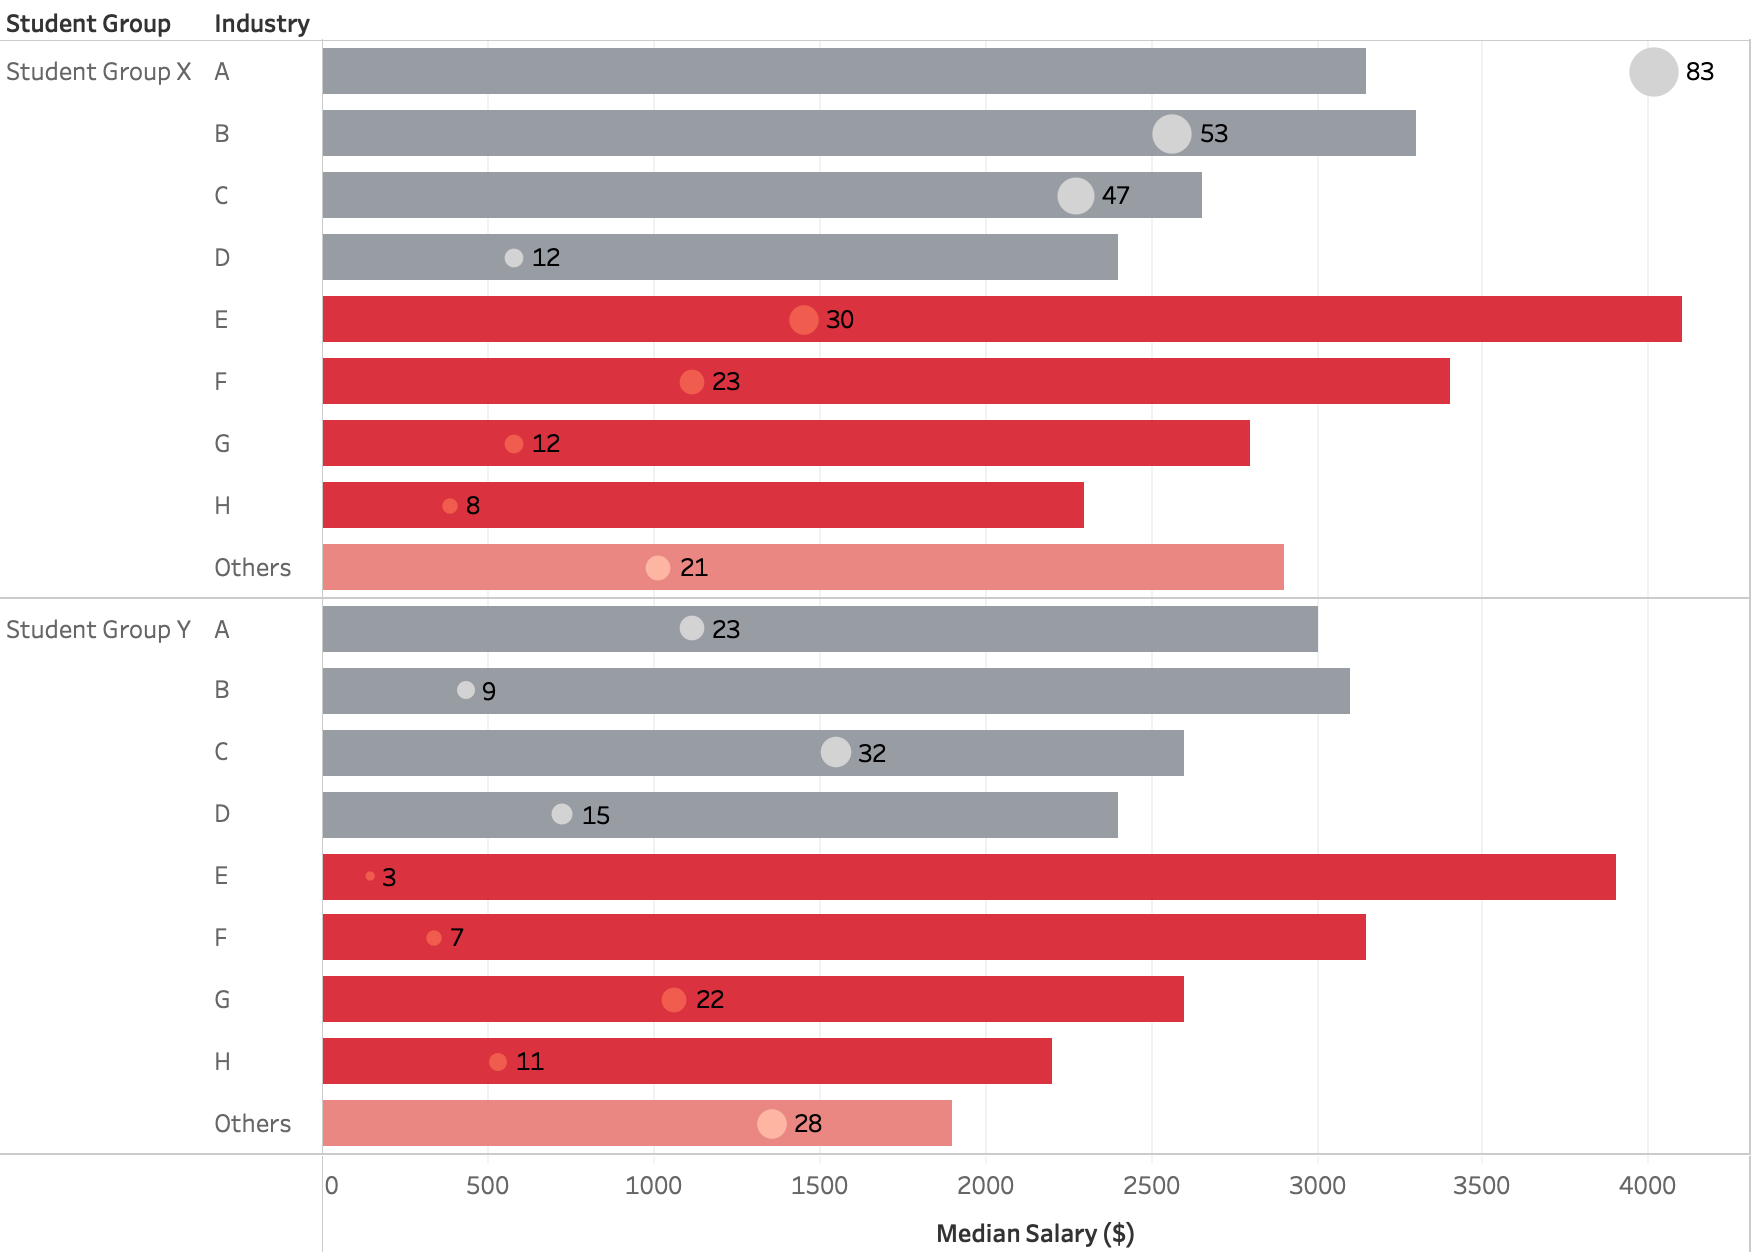 Student Group Industry
Student Group X A 83
B 53
C 47
D 12
E 30
F 23
G 12
H 8
Others 21
Student Group Y A 23
B 9
C 32
D 15
E 3
F 7
G 22
H 11
Others 28
0 500 1000 1500 2000 2500 3000 3500 4000
Median Salary ($)